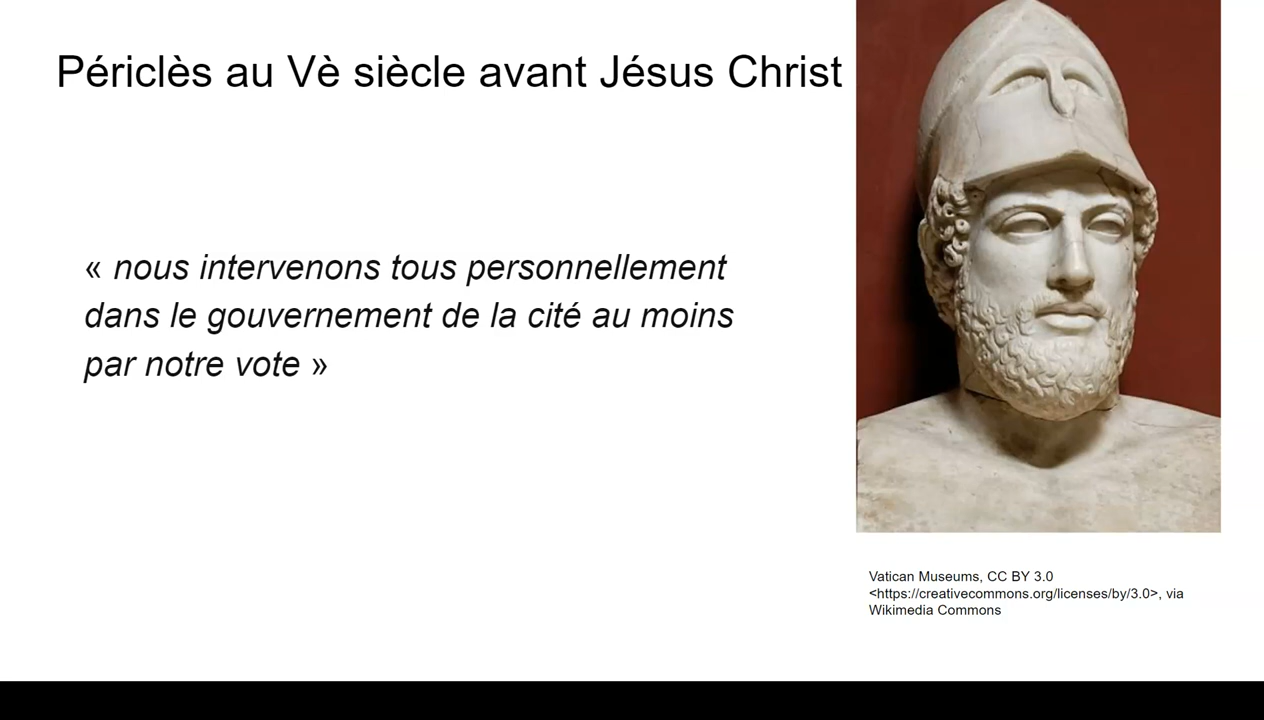 Périclès au Vè siècle avant Jésus Christ
« nous intervenons tous personnellement
dans le gouvernement de la cité au moins
par notre vote »
Vatican Museums, CC BY 3.0
<https://creativecommons.org/licenses/by/3.0>, via
Wikimedia Commons